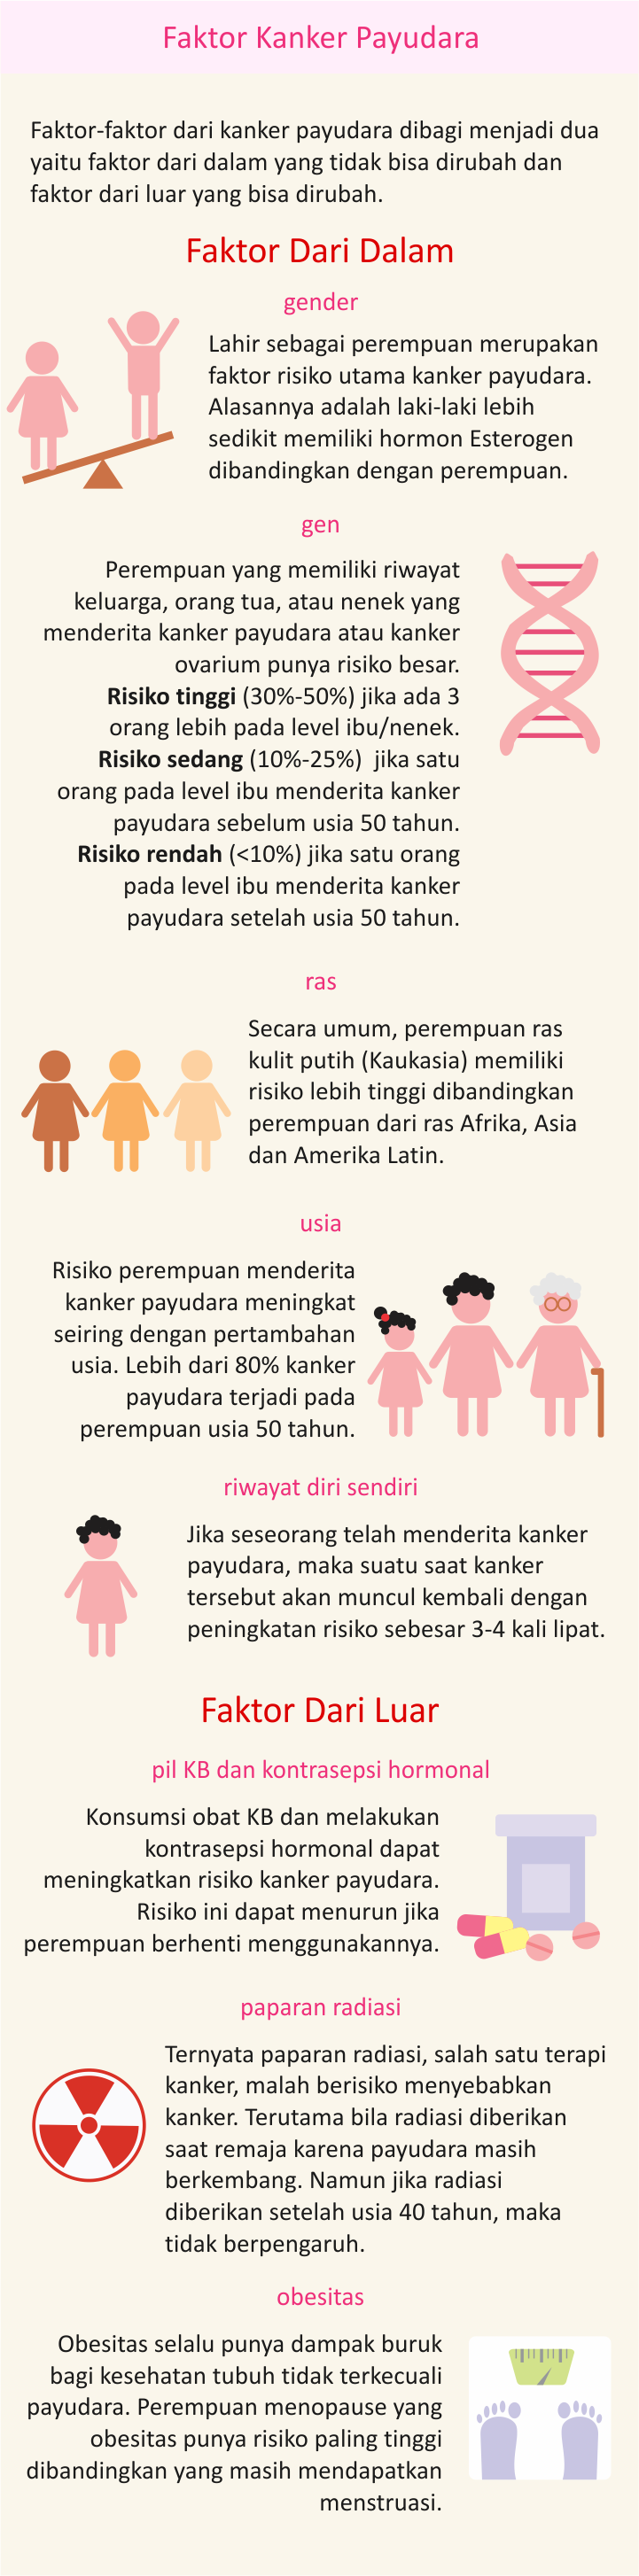 Faktor Kanker Payudara
Faktor-faktor dari kanker payudara dibagi menjadi dua
yaitu faktor dari dalam yang tidak bisa dirubah dan
faktor dari luar yang bisa dirubah.
Faktor Dari Dalam
gender
Lahir sebagai perempuan merupakan
faktor risiko utama kanker payudara.
Alasannya adalah laki-laki lebih
sedikit memiliki hormon Esterogen
dibandingkan dengan perempuan.
gen
Perempuan yang memiliki riwayat
keluarga, orang tua, atau nenek yang
menderita kanker payudara atau kanker
ovarium punya risiko besar.
Risiko tinggi (30%-50%) jika ada 3
orang lebih pada level ibu/nenek.
Risiko sedang (10%-25%) jika satu
orang pada level ibu menderita kanker
payudara sebelum usia 50 tahun.
Risiko rendah (<10%) jika satu orang
pada level ibu menderita kanker
payudara setelah usia 50 tahun.
ras
Secara umum, perempuan ras
kulit putih (Kaukasia) memiliki
risiko lebih tinggi dibandingkan
perempuan dari ras Afrika, Asia
dan Amerika Latin.
usia
Risiko perempuan menderita
kanker payudara meningkat
seiring dengan pertambahan
usia. Lebih dari 80% kanker
payudara terjadi pada
perempuan usia 50 tahun.
riwayat diri sendiri
Jika seseorang telah menderita kanker
payudara, maka suatu saat kanker
tersebut akan muncul kembali dengan
peningkatan risiko sebesar 3-4 kali lipat.
Faktor Dari Luar
pil KB dan kontrasepsi hormonal
Konsumsi obat KB dan melakukan
kontrasepsi hormonal dapat
meningkatkan risiko kanker payudara.
Risiko ini dapat menurun jika
perempuan berhenti menggunakannya.
paparan radiasi
Ternyata paparan radiasi, salah satu terapi
kanker, malah berisiko menyebabkan
kanker. Terutama bila radiasi diberikan
saat remaja karena payudara masih
berkembang. Namun jika radiasi
diberikan setelah usia 40 tahun, maka
tidak berpengaruh.
obesitas
Obesitas selalu punya dampak buruk
bagi kesehatan tubuh tidak terkecuali
payudara. Perempuan menopause yang
obesitas punya risiko paling tinggi
dibandingkan yang masih mendapatkan
menstruasi.